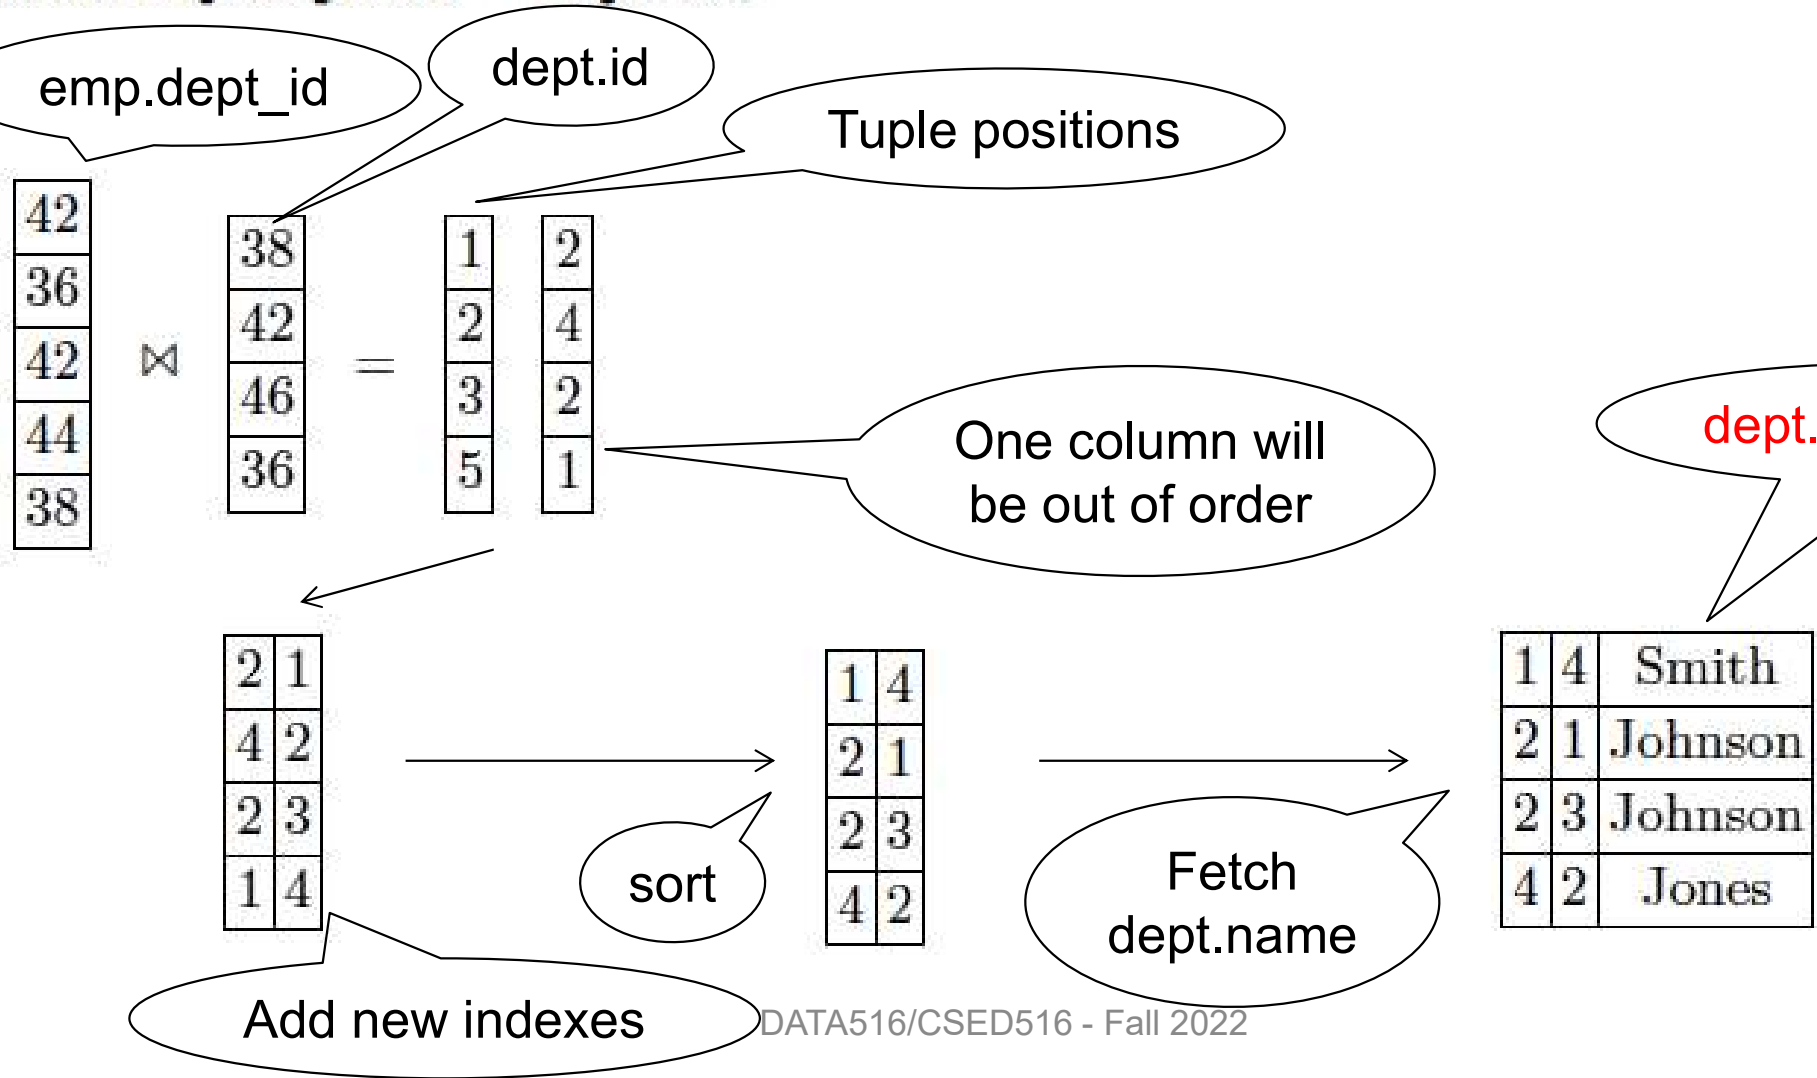 emp.dept_id
dept.id
Tuple positions
42
36
42
44
38
⋈
38
42
46
36
=
1 2
2 4
3 2
5 1
One column will
be out of order
dept.
2 1
4 2
2 3
1 4
Add new indexes
sort
1 4
2 1
2 3
4 2
Fetch
dept.name
1 4 Smith
2 1 Johnson
2 3 Johnson
4 2 Jones
DATA516/CSED516 - Fall 2022